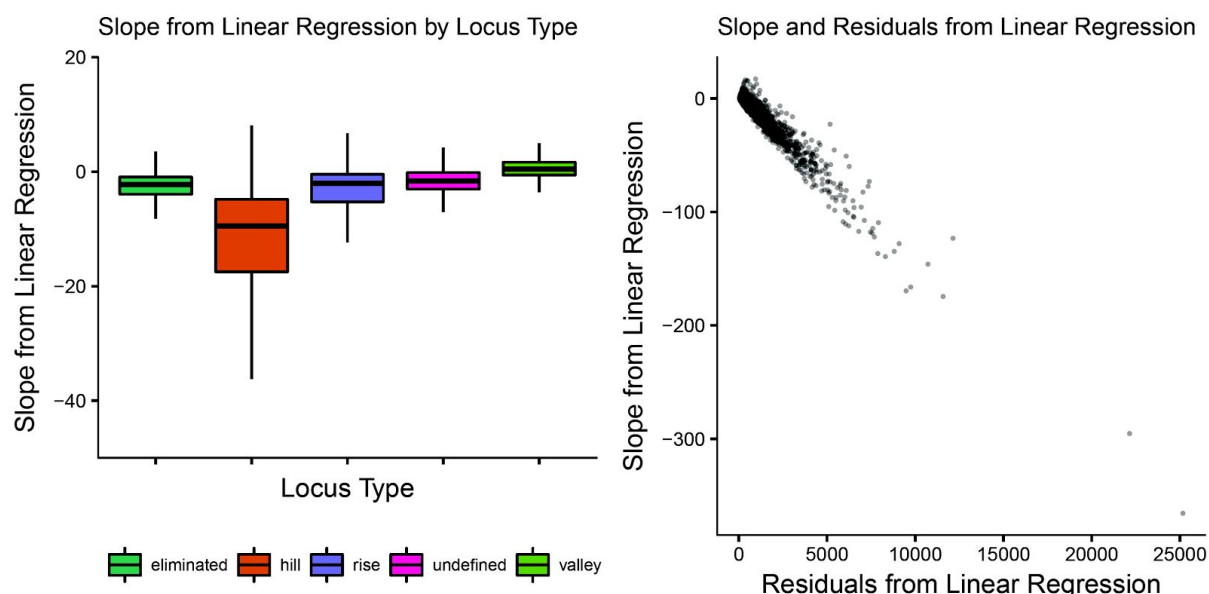 Slope from Linear Regression by Locus Type
Slope from Linear Regression
20
0
−20
−40
Locus Type
eliminated hill rise undefined valley
Slope and Residuals from Linear Regression
Slope from Linear Regression
0
−100
−200
−300
0 5000 10000 15000 20000 25000
Residuals from Linear Regression